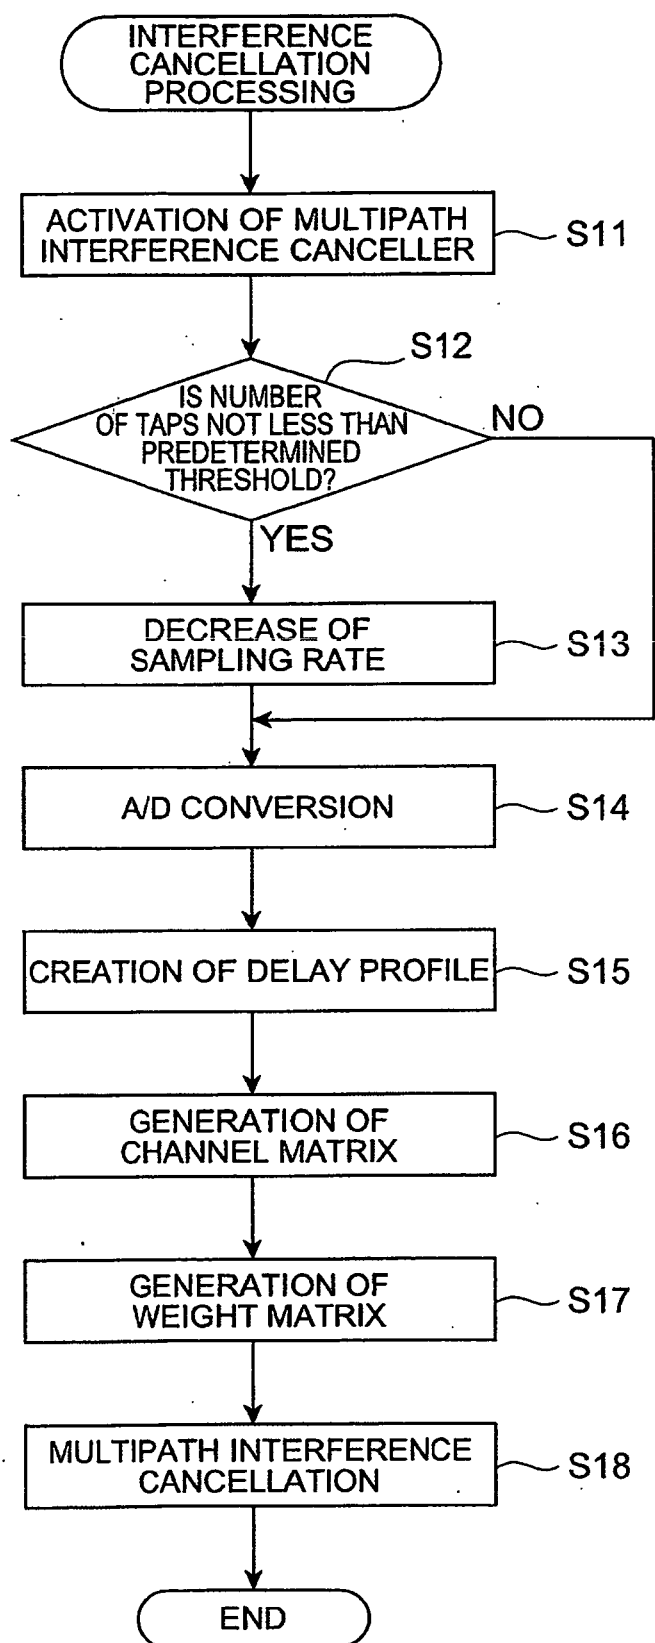 INTERFERENCE
CANCELLATION
PROCESSING
ACTIVATION OF MULTIPATH
INTERFERENCE CANCELLER
S11
S12
IS NUMBER
OF TAPS NOT LESS THAN
PREDETERMINED
THRESHOLD?
NO
YES
DECREASE OF
SAMPLING RATE
S13
A/D CONVERSION
S14
CREATION OF DELAY PROFILE
S15
GENERATION OF
CHANNEL MATRIX
S16
GENERATION OF
WEIGHT MATRIX
S17
MULTIPATH INTERFERENCE
CANCELLATION
S18
END